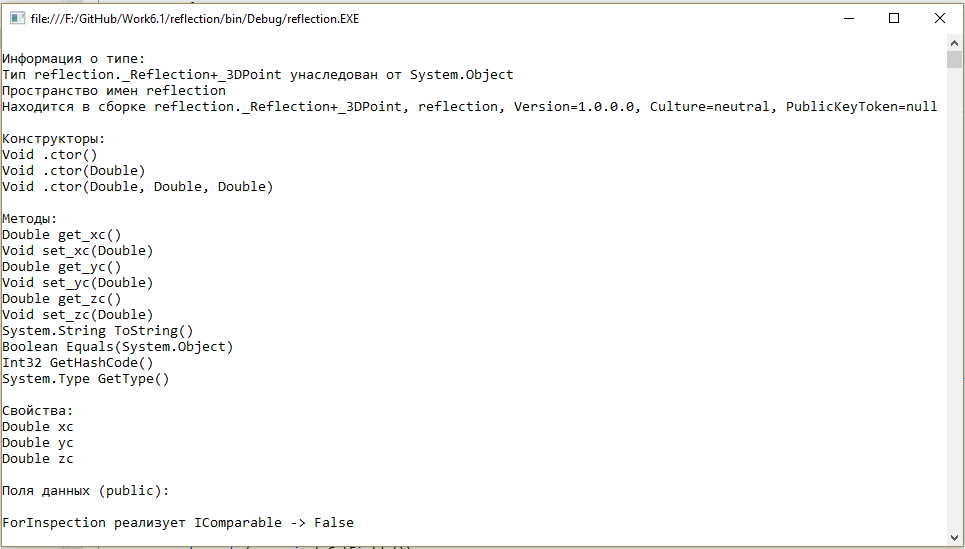 file:///F:/GitHub/Work6.1/reflection/bin/Debug/reflection.EXE
Информация о типе:
Тип reflection._Reflection+_3DPoint унаследован от System.Object
Пространство имен reflection
Находится в сборке reflection._Reflection+_3DPoint, reflection, Version=1.0.0.0, Culture=neutral, PublicKeyToken=null
Конструкторы:
Void .ctor()
Void .ctor(Double)
Void .ctor(Double, Double, Double)
Методы:
Double get_xc()
Void set_xc(Double)
Double get_yc()
Void set_yc(Double)
Double get_zc()
Void set_zc(Double)
System.String ToString()
Boolean Equals(System.Object)
Int32 GetHashCode()
System.Type GetType()
Свойства:
Double xc
Double yc
Double zc
Поля данных (public):
ForInspection реализует IComparable -> False